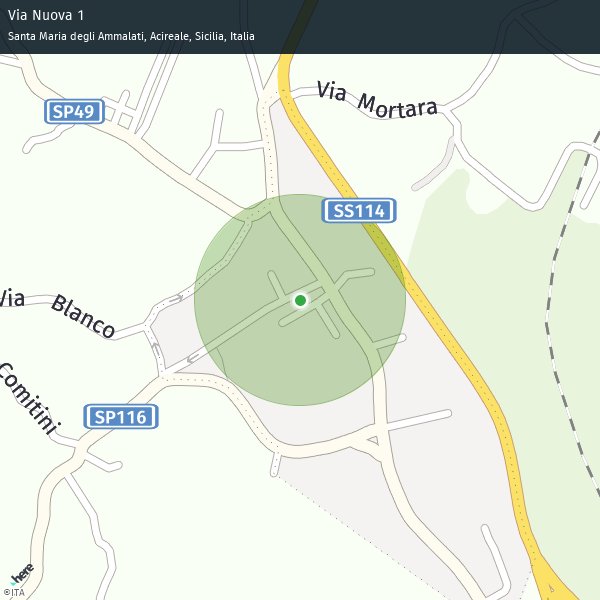 Via Nuova 1
Santa Maria degli Ammalati, Acireale, Sicilia, Italia
Via Mortara
SP49
SS114
Via Blanco
Comitini
SP116
here
©ITA